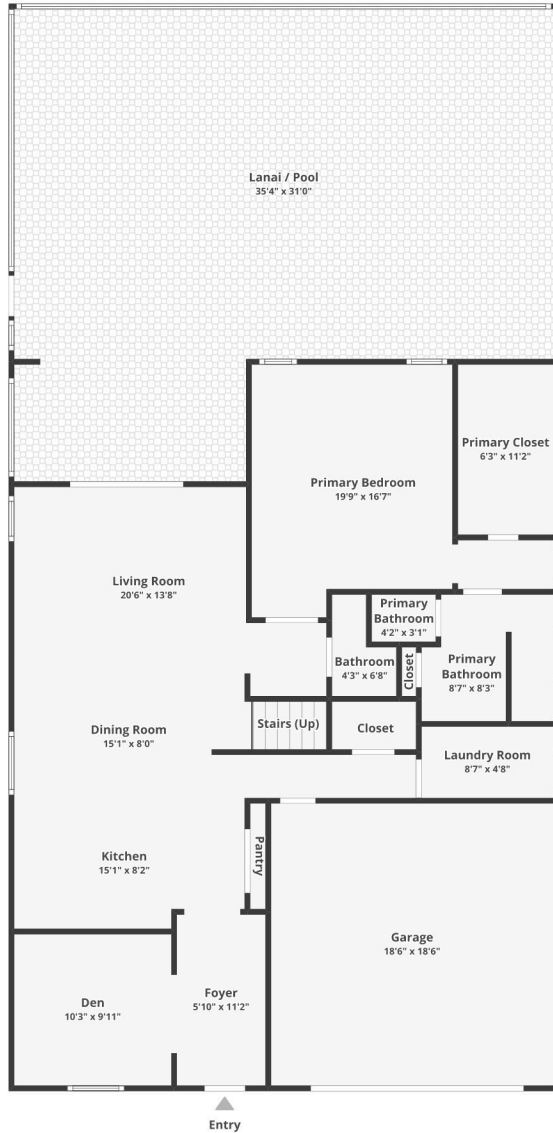 Lanai / Pool
35'4" x 31'0"
Primary Closet
6'3" x 11'2"
Primary Bedroom
19'9" x 16'7"
Living Room
20'6" x 13'8"
Primary
Bathroom
4'2" x 3'1"
Bathroom
4'3" x 6'8"
Closet
Primary
Bathroom
8'7" x 8'3"
Stairs (Up)
Closet
Dining Room
15'1" x 8'0"
Laundry Room
8'7" x 4'8"
Kitchen
15'1" x 8'2"
Pantry
Garage
18'6" x 18'6"
Den
10'3" x 9'11"
Foyer
5'10" x 11'2"
Entry